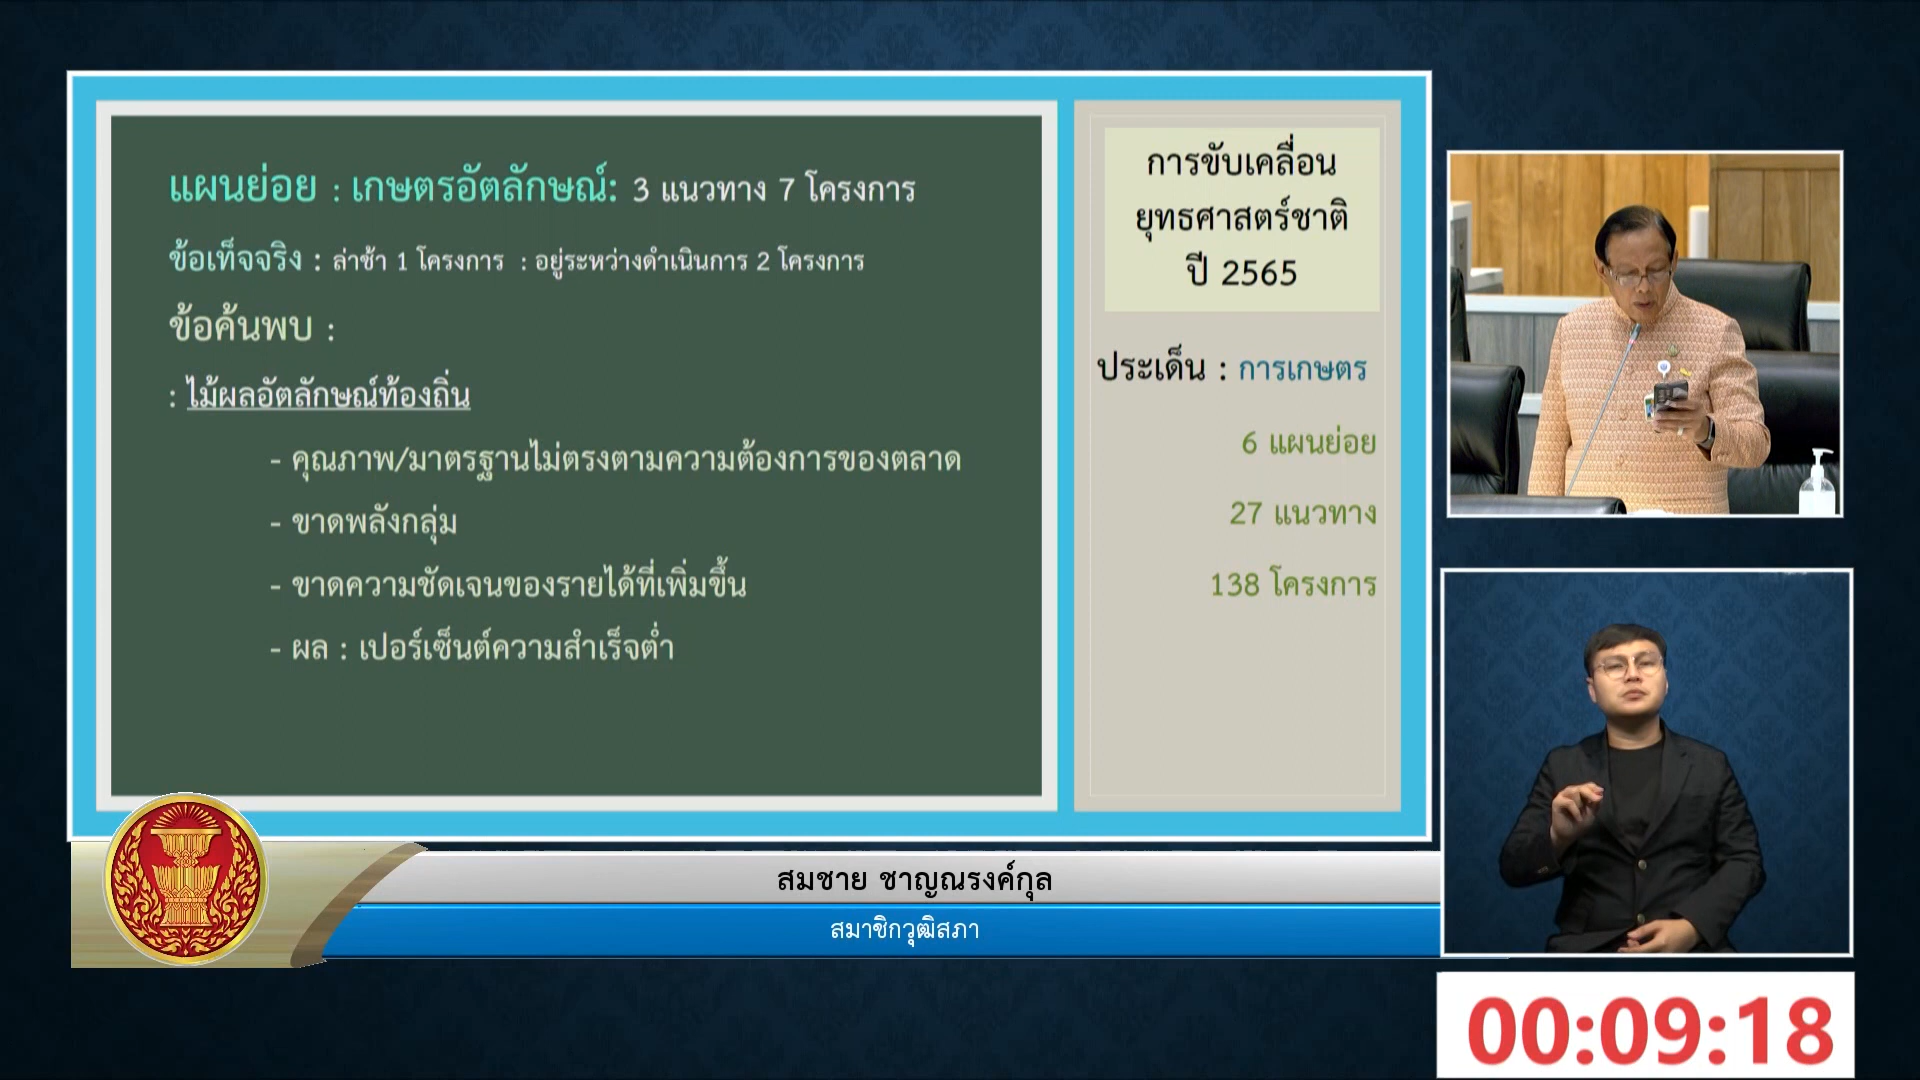 แผนย่อย : เกษตรอัตลักษณ์: 3 แนวทาง 7 โครงการ
ข้อเท็จจริง : ล่าช้า 1 โครงการ : อยู่ระหว่างดำเนินการ 2 โครงการ
ข้อค้นพบ :
: ไม้ผลอัตลักษณ์ท้องถิ่น
- คุณภาพ/มาตรฐานไม่ตรงตามความต้องการของตลาด
- ขาดพลังกลุ่ม
- ขาดความชัดเจนของรายได้ที่เพิ่มขึ้น
- ผล : เปอร์เซ็นต์ความสำเร็จต่ำ
การขับเคลื่อน
ยุทธศาสตร์ชาติ
ปี 2565
ประเด็น : การเกษตร
6 แผนย่อย
27 แนวทาง
138 โครงการ
สมชาย ชาญณรงค์กุล
สมาชิกวุฒิสภา
00:09:18